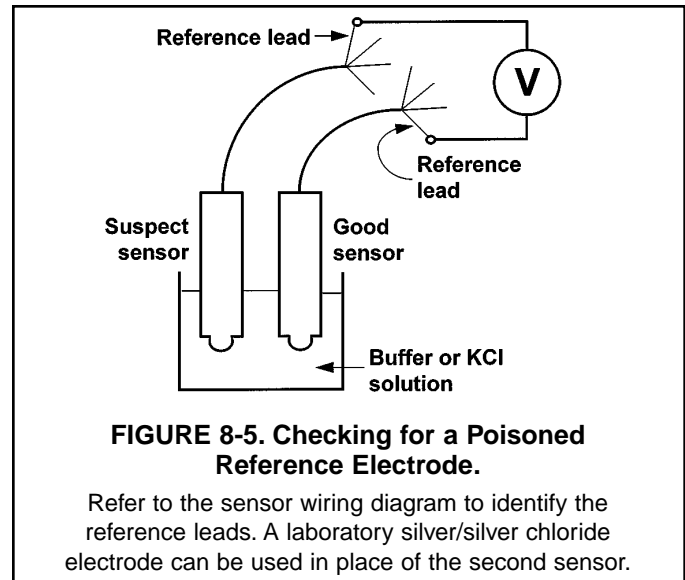 Reference lead
V
Reference
lead
Suspect
sensor
Good
sensor
Buffer or KCl
solution
FIGURE 8-5. Checking for a Poisoned
Reference Electrode.
Refer to the sensor wiring diagram to identify the
reference leads. A laboratory silver/silver chloride
electrode can be used in place of the second sensor.